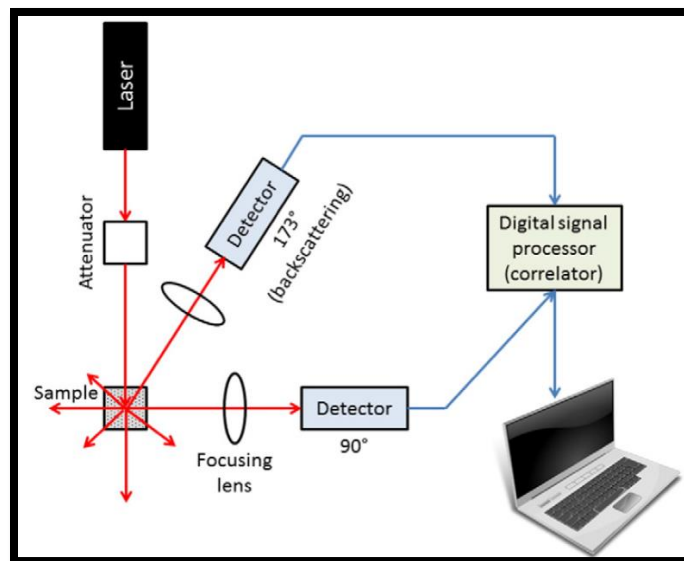 Laser
Attenuator
Detector
173°
(backscattering)
Digital signal
processor
(correlator)
Sample
Detector
90°
Focusing
lens